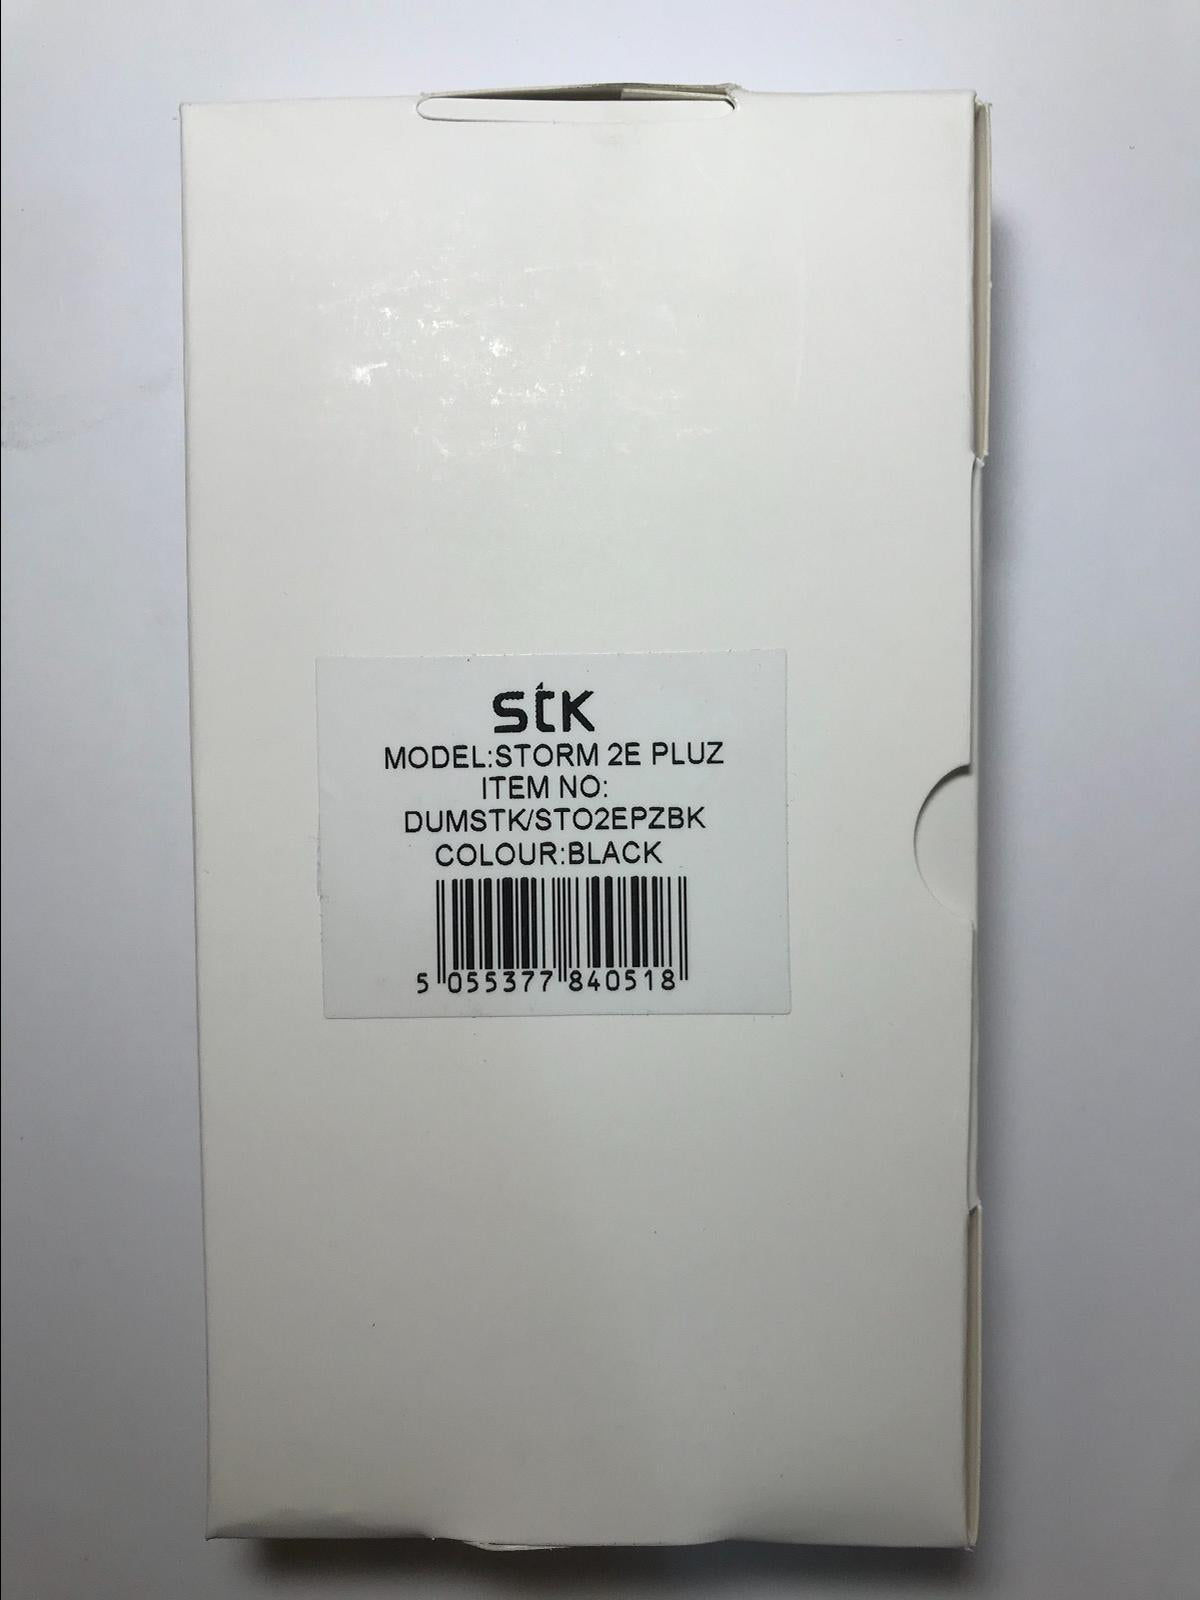 STK
MODEL:STORM 2E PLUZ
ITEM NO:
DUMSTK/STO2EPZBK
COLOUR:BLACK
5 055377 840518